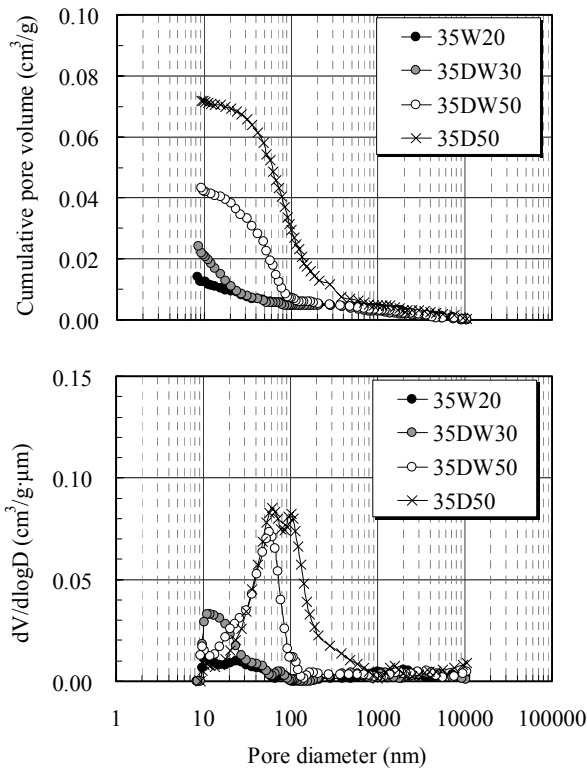 Cumulative pore volume (cm³/g)
0.10
0.08
0.06
0.04
0.02
0.00
35W20
35DW30
35DW50
35D50
dV/dlogD (cm³/g·μm)
0.15
0.10
0.05
0.00
35W20
35DW30
35DW50
35D50
1 10 100 1000 10000 100000
Pore diameter (nm)